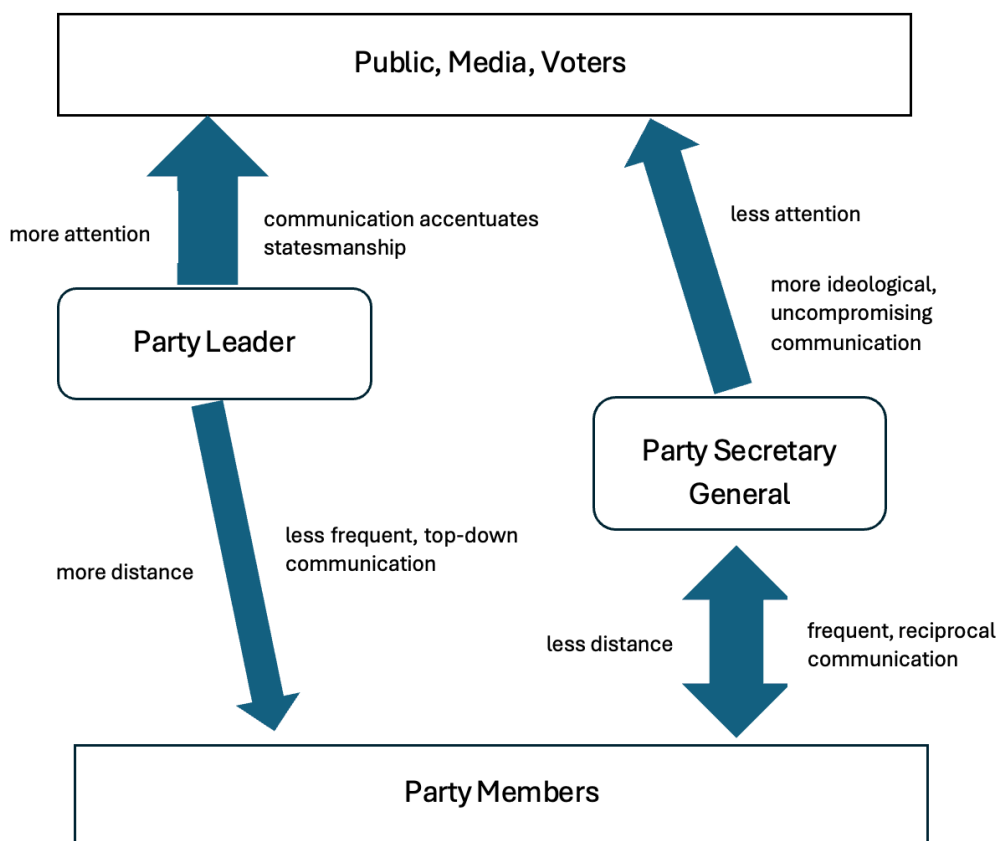 Public, Media, Voters
more attention
communication accentuates
statesmanship
less attention
more ideological,
uncompromising
communication
Party Leader
Party Secretary
General
more distance
less frequent, top-down
communication
less distance
frequent, reciprocal
communication
Party Members